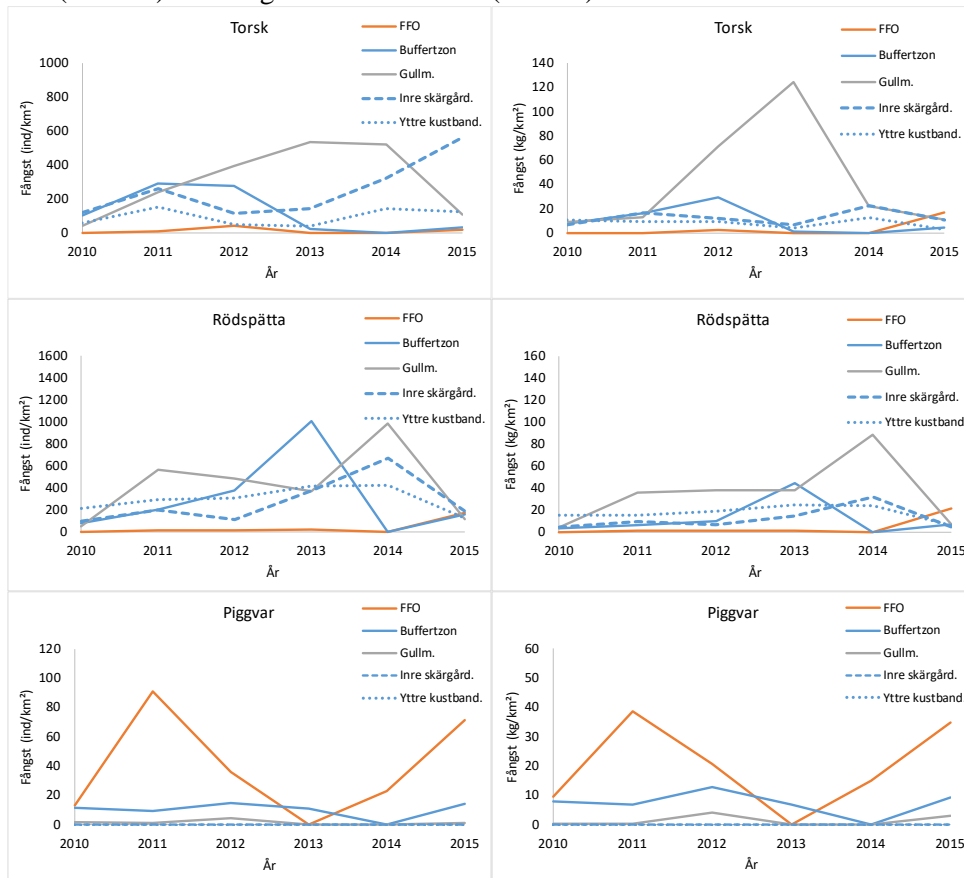 Torsk
Fångst (ind/km²)
1000
800
600
400
200
0
2010 2011 2012 2013 2014 2015
År
FFO
Buffertzon
Gullm.
Inre skärgård.
Yttre kustband.
Torsk
Fångst (kg/km²)
140
120
100
80
60
40
20
0
2010 2011 2012 2013 2014 2015
År
FFO
Buffertzon
Gullm.
Inre skärgård.
Yttre kustband.
Rödspätta
Fångst (ind/km²)
1600
1400
1200
1000
800
600
400
200
0
2010 2011 2012 2013 2014 2015
År
FFO
Buffertzon
Gullm.
Inre skärgård.
Yttre kustband.
Rödspätta
Fångst (kg/km²)
160
140
120
100
80
60
40
20
0
2010 2011 2012 2013 2014 2015
År
FFO
Buffertzon
Gullm.
Inre skärgård.
Yttre kustband.
Piggvar
Fångst (ind/km²)
120
100
80
60
40
20
0
2010 2011 2012 2013 2014 2015
År
FFO
Buffertzon
Gullm.
Inre skärgård.
Yttre kustband.
Piggvar
Fångst (kg/km²)
60
50
40
30
20
10
0
2010 2011 2012 2013 2014 2015
År
FFO
Buffertzon
Gullm.
Inre skärgård.
Yttre kustband.